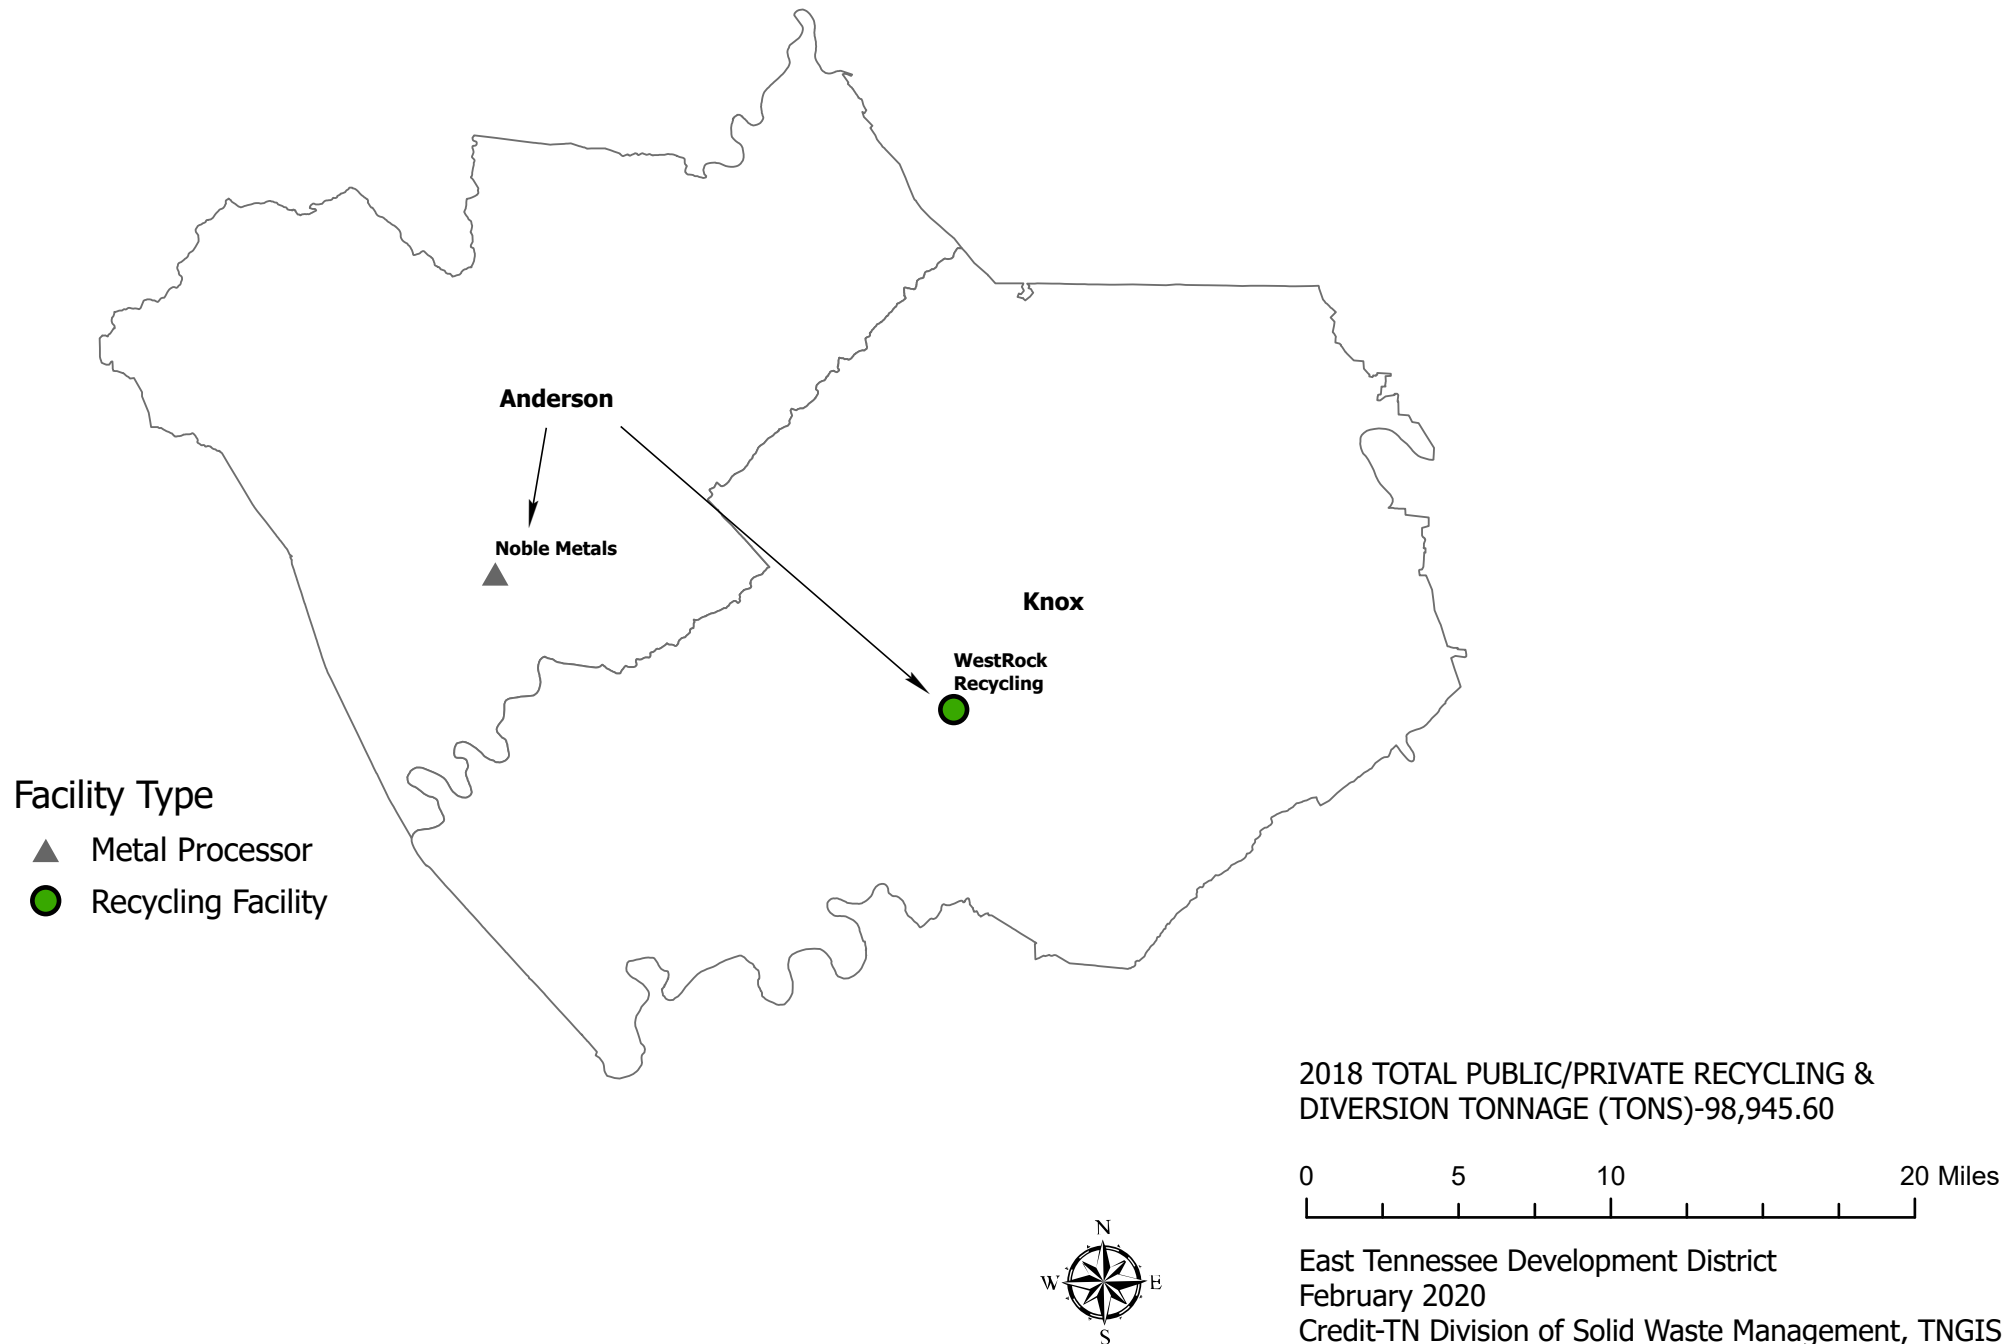 Anderson
Noble Metals
Knox
WestRock
Recycling
Facility Type
Metal Processor
Recycling Facility
2018 TOTAL PUBLIC/PRIVATE RECYCLING &
DIVERSION TONNAGE (TONS)-98,945.60
0 5 10 20 Miles
N
W E
S
East Tennessee Development District
February 2020
Credit-TN Division of Solid Waste Management, TNGIS